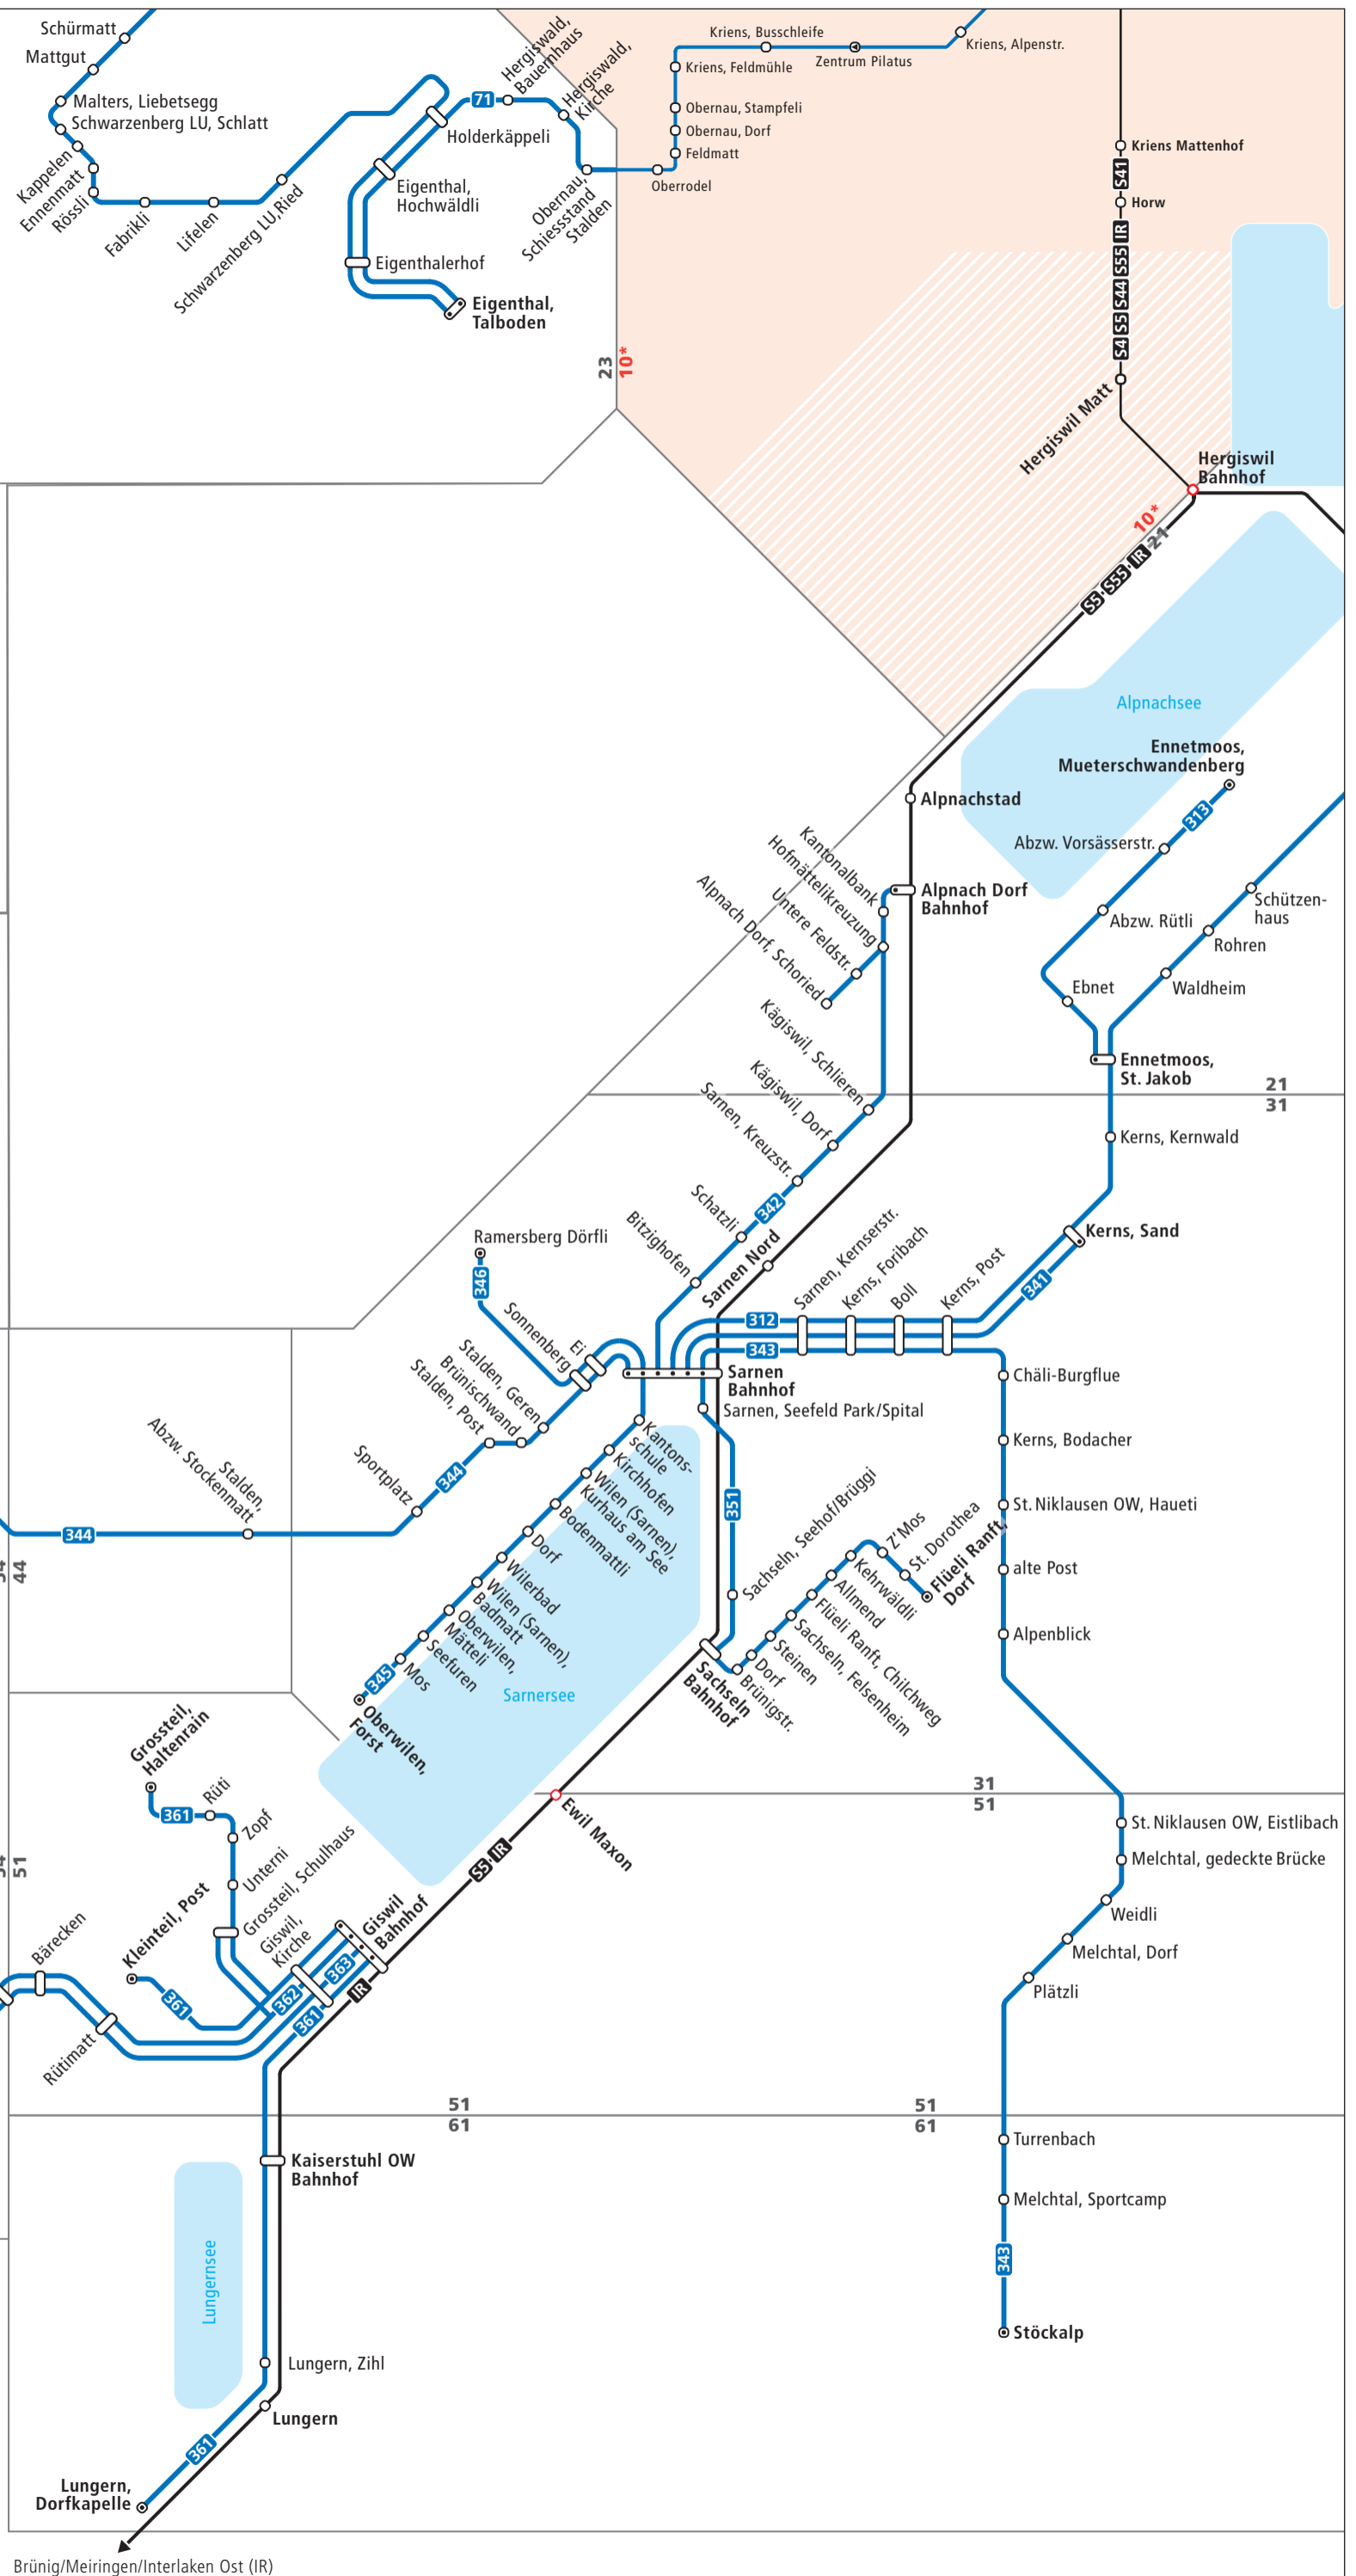 Schürmatt
Mattgut
Malters, Liebetsegg
Schwarzenberg LU, Schlatt
Kappelen
Ennenmatt
Rössli
Fabrikli
Lifelen
Schwarzenberg LU,Ried
71
Hergiswald,
Bauernhaus
Hergiswald,
Kirche
Holderkäppeli
Eigenthal,
Hochwäldli
Eigenthalerhof
Eigenthal,
Talboden
Obernau,
Schiessstand
Stalden
Kriens, Busschleife
Zentrum Pilatus
Kriens, Alpenstr.
Kriens, Feldmühle
Obernau, Stampfeli
Obernau, Dorf
Feldmatt
Oberrodel
Kriens Mattenhof
S41
Horw
S4 S5 S44 S55 IR
23
10*
Hergiswil Matt
Hergiswil
Bahnhof
10*
21
S5 S55 IR
Alpnachsee
Ennetmoos,
Mueterschwandenberg
313
Alpnachstad
Abzw. Vorsässerstr.
Kantonalbank
Hofmättelikreuzung
Untere Feldstr.
Alpnach Dorf, Schoried
Alpnach Dorf
Bahnhof
Abzw. Rütli
Schützen-
haus
Rohren
Waldheim
Ebnet
Ennetmoos,
St. Jakob
21
31
Kägiswil, Schlieren
Kägiswil, Dorf
Sarnen, Kreuzstr.
342
Schatzli
Bitzighofen
Kerns, Kernwald
Kerns, Sand
341
Ramersberg Dörfli
346
Sonnenberg
Ei
Sarnen Nord
Sarnen, Kernserstr.
Kerns, Foribach
Boll
Kerns, Post
312
343
Sarnen
Bahnhof
Sarnen, Seefeld Park/Spital
Stalden, Geren
Brünischwand
Stalden, Post
Sportplatz
344
Stalden,
Abzw. Stockenmatt
344
44
Chäli-Burgflue
Kerns, Bodacher
St. Niklausen OW, Haueti
alte Post
Alpenblick
Kantons-
schule
Kirchhofen
Wilen (Sarnen),
Kurhaus am See
Bodenmattli
Dorf
Wilerbad
Wilen (Sarnen),
Badmatt
Oberwilen,
Mätteli
Seefuren
Mos
345
Oberwilen,
Forst
Sarnersee
351
Sachseln, Seehof/Brüggi
Sachseln
Bahnhof
Brünigstr.
Dorf
Steinen
Sachseln, Felsenheim
Flüeli Ranft, Chilchweg
Allmend
Kehrwäldli
Z'Mos
St. Dorothea
Flüeli Ranft,
Dorf
Ewil Maxon
31
51
S5 IR
Grossteil,
Haltenrain
361
Rüti
Zopf
Unterni
Grossteil, Schulhaus
51
Kleinteil, Post
361
Giswil,
Kirche
Giswil
Bahnhof
363
362
361
IR
Bärecken
Rütimatt
St. Niklausen OW, Eistlibach
Melchtal, gedeckte Brücke
Weidli
Melchtal, Dorf
Plätzli
51
61
51
61
Turrenbach
Melchtal, Sportcamp
343
Stöckalp
Kaiserstuhl OW
Bahnhof
Lungernsee
Lungern, Zihl
Lungern
361
Lungern,
Dorfkapelle
Brünig/Meiringen/Interlaken Ost (IR)